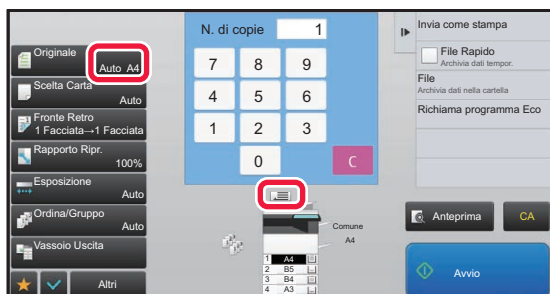 Originale
Auto A4
Scelta Carta
Auto
Fronte Retro
1 Facciata→1 Facciata
Rapporto Ripr.
100%
Esposizione
Auto
Ordina/Gruppo
Auto
Vassoio Uscita
Altri
N. di copie 1
7 8 9
4 5 6
1 2 3
0 C
Comune
A4
1 A4
2 B5
3 B4
4 A3
Invia come stampa
File Rapido
Archivia dati tempor.
File
Archivia dati nella cartella
Richiama programma Eco
Anteprima
CA
Avvio